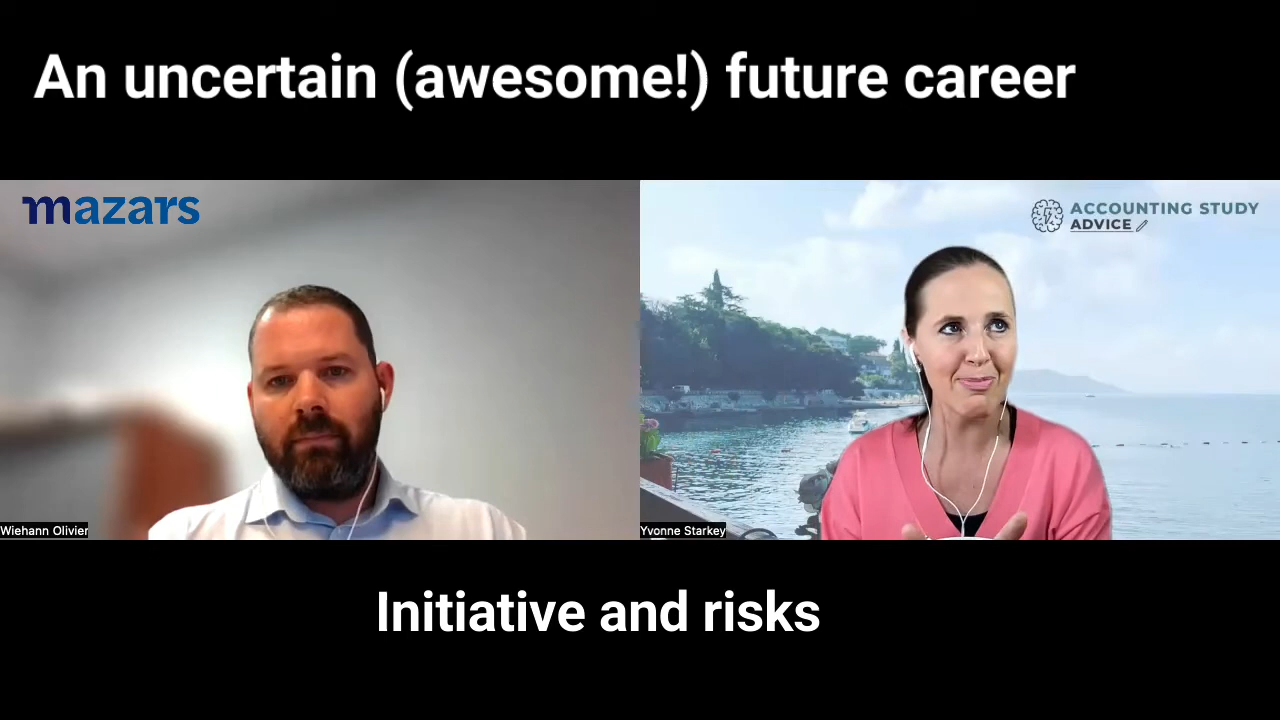 An uncertain (awesome!) future career
mazars
ACCOUNTING STUDY
ADVICE
Wiehann Olivier
Yvonne Starkey
Initiative and risks